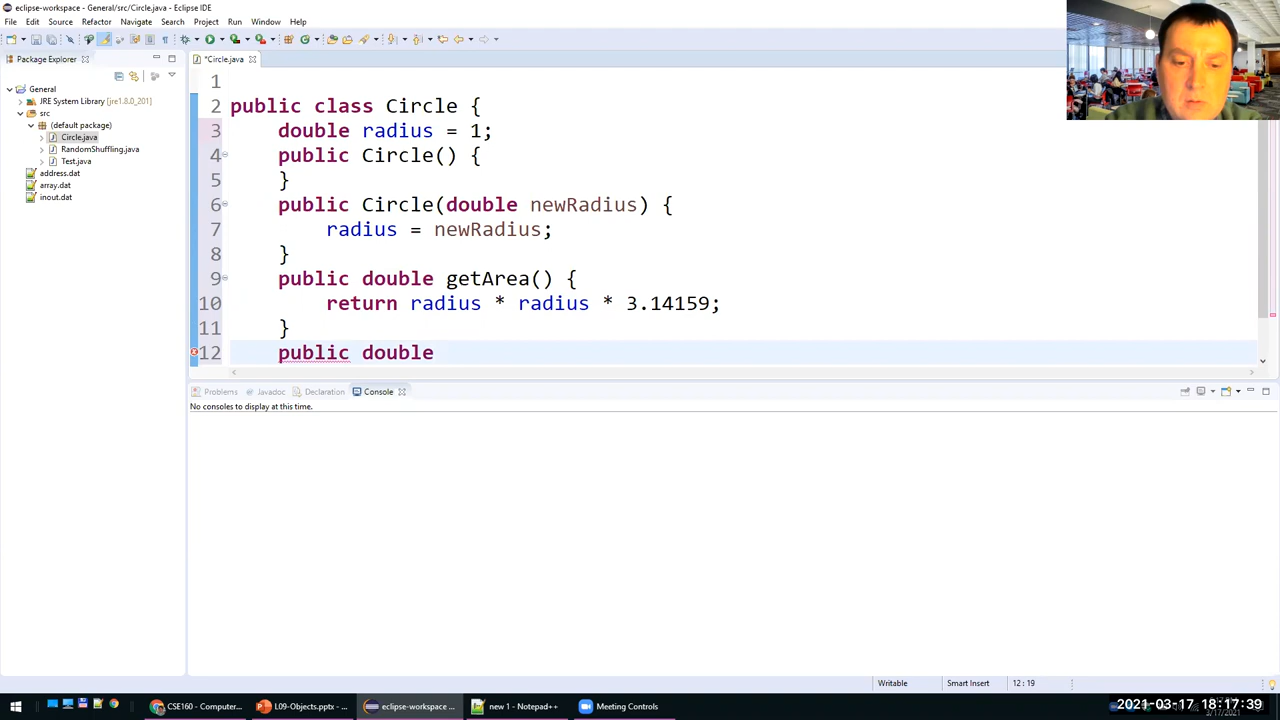 eclipse-workspace - General/src/Circle.java - Eclipse IDE
File Edit Source Refactor Navigate Search Project Run Window Help
Package Explorer
*Circle.java
General
JRE System Library [jre1.8.0_201]
src
(default package)
Circle.java
RandomShuffling.java
Test.java
address.dat
array.dat
inout.dat
1
2 public class Circle {
3 double radius = 1;
4 public Circle() {
5 }
6 public Circle(double newRadius) {
7 radius = newRadius;
8 }
9 public double getArea() {
10 return radius * radius * 3.14159;
11 }
12 public double
Problems Javadoc Declaration Console
No consoles to display at this time.
Writable Smart Insert 12 : 19
CSE160 - Computer... L09-Objects.pptx - ... eclipse-workspace ... new 1 - Notepad++ Meeting Controls
2021-03-17 18:17:39